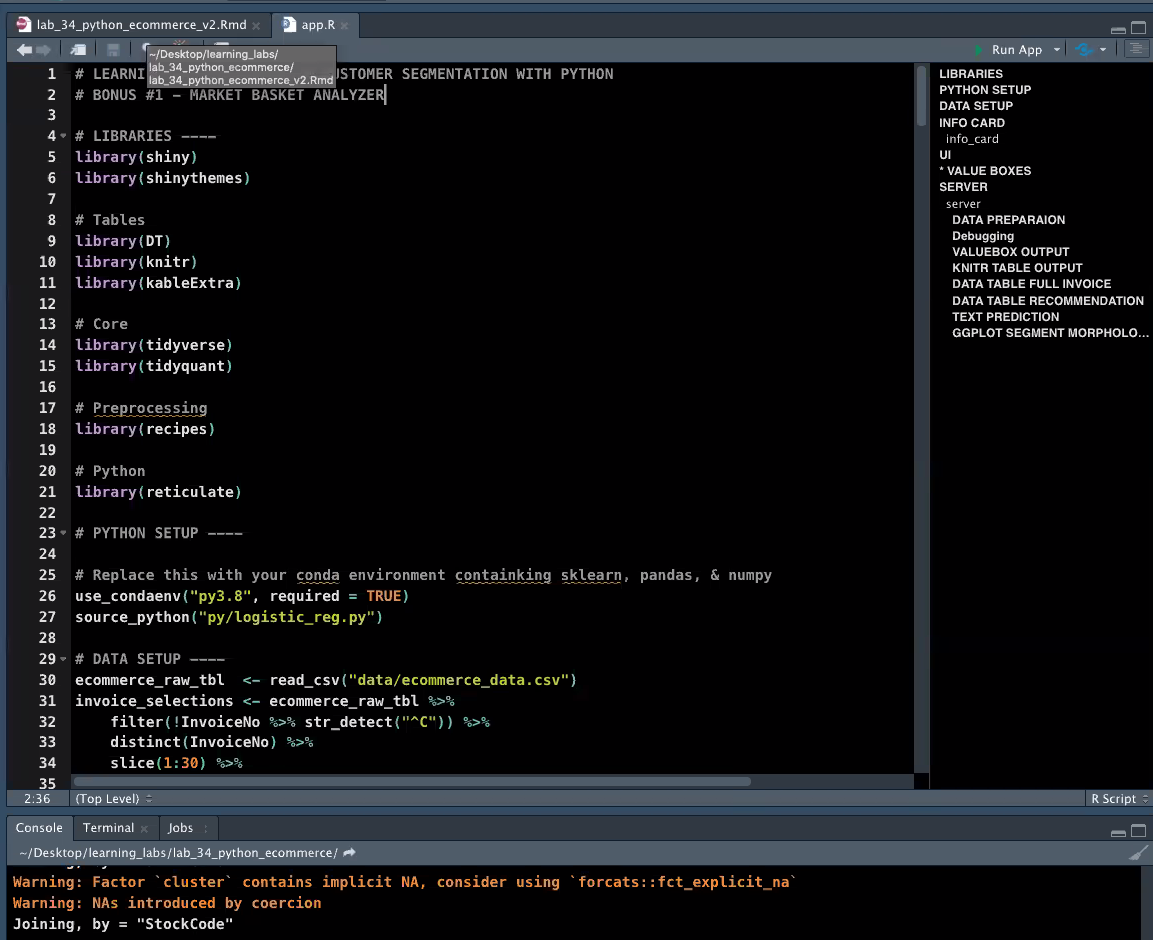 lab_34_python_ecommerce_v2.Rmd
app.R
Run App
~/Desktop/learning_labs/
lab_34_python_ecommerce/
lab_34_python_ecommerce_v2.Rmd
1 # LEARNI USTOMER SEGMENTATION WITH PYTHON
2 # BONUS #1 - MARKET BASKET ANALYZER
3
4 # LIBRARIES ----
5 library(shiny)
6 library(shinythemes)
7
8 # Tables
9 library(DT)
10 library(knitr)
11 library(kableExtra)
12
13 # Core
14 library(tidyverse)
15 library(tidyquant)
16
17 # Preprocessing
18 library(recipes)
19
20 # Python
21 library(reticulate)
22
23 # PYTHON SETUP ----
24
25 # Replace this with your conda environment containking sklearn, pandas, & numpy
26 use_condaenv("py3.8", required = TRUE)
27 source_python("py/logistic_reg.py")
28
29 # DATA SETUP ----
30 ecommerce_raw_tbl <- read_csv("data/ecommerce_data.csv")
31 invoice_selections <- ecommerce_raw_tbl %>%
32 filter(!InvoiceNo %>% str_detect("^C")) %>%
33 distinct(InvoiceNo) %>%
34 slice(1:30) %>%
35
LIBRARIES
PYTHON SETUP
DATA SETUP
INFO CARD
info_card
UI
* VALUE BOXES
SERVER
server
DATA PREPARAION
Debugging
VALUEBOX OUTPUT
KNITR TABLE OUTPUT
DATA TABLE FULL INVOICE
DATA TABLE RECOMMENDATION
TEXT PREDICTION
GGPLOT SEGMENT MORPHOLO...
2:36 (Top Level) R Script
Console Terminal Jobs
~/Desktop/learning_labs/lab_34_python_ecommerce/
Warning: Factor `cluster` contains implicit NA, consider using `forcats::fct_explicit_na`
Warning: NAs introduced by coercion
Joining, by = "StockCode"